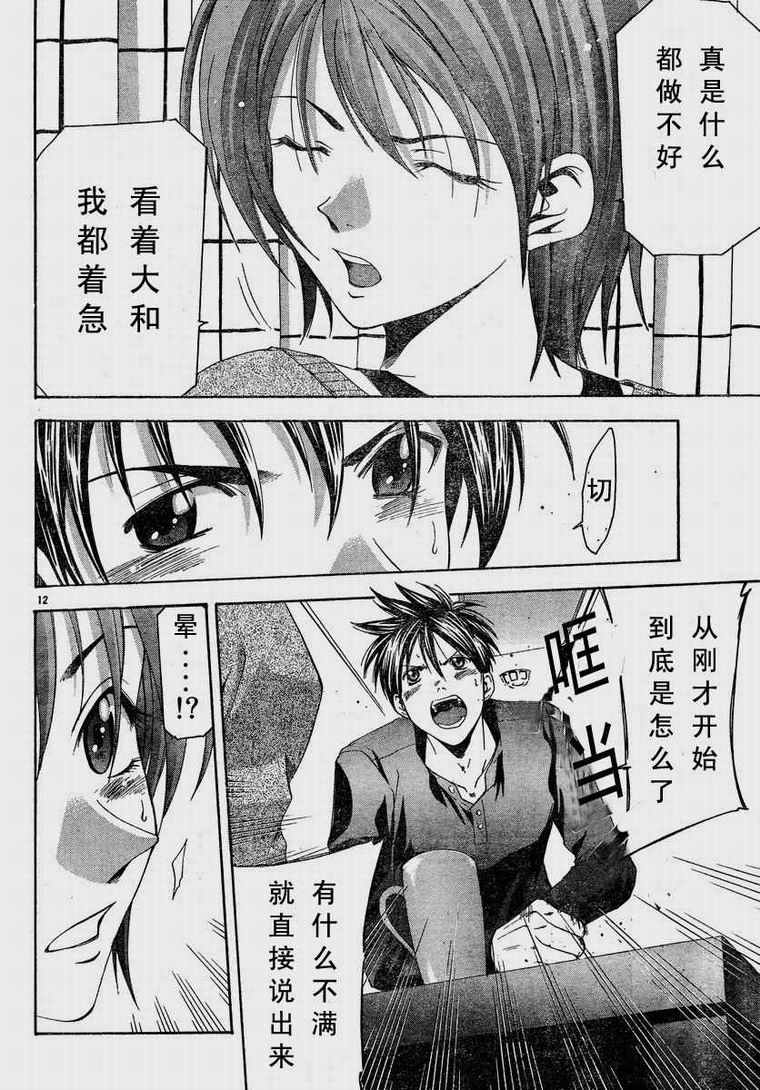 真是什么
都做不好
看着大和
我都着急
切
12
从刚才开始
到底是怎么了
哐当
晕....!?
有什么不满
就直接说出来